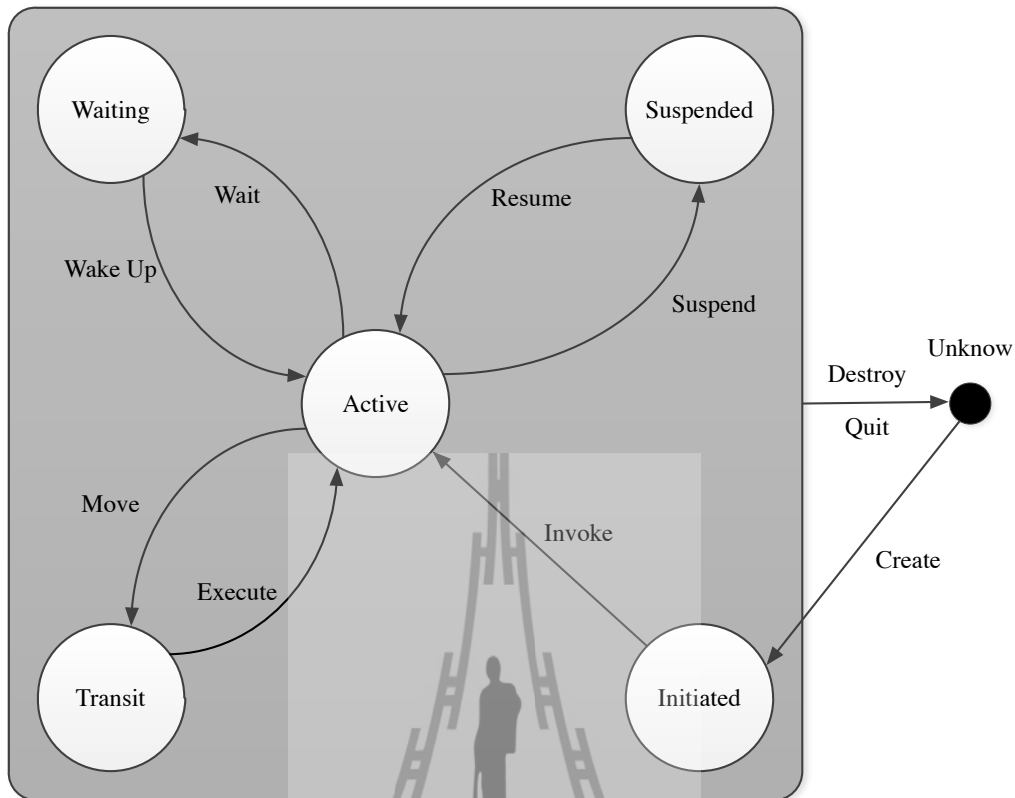 Waiting
Suspended
Wait
Resume
Wake Up
Suspend
Unknow
Destroy
Active
Quit
Move
Invoke
Create
Execute
Transit
Initiated